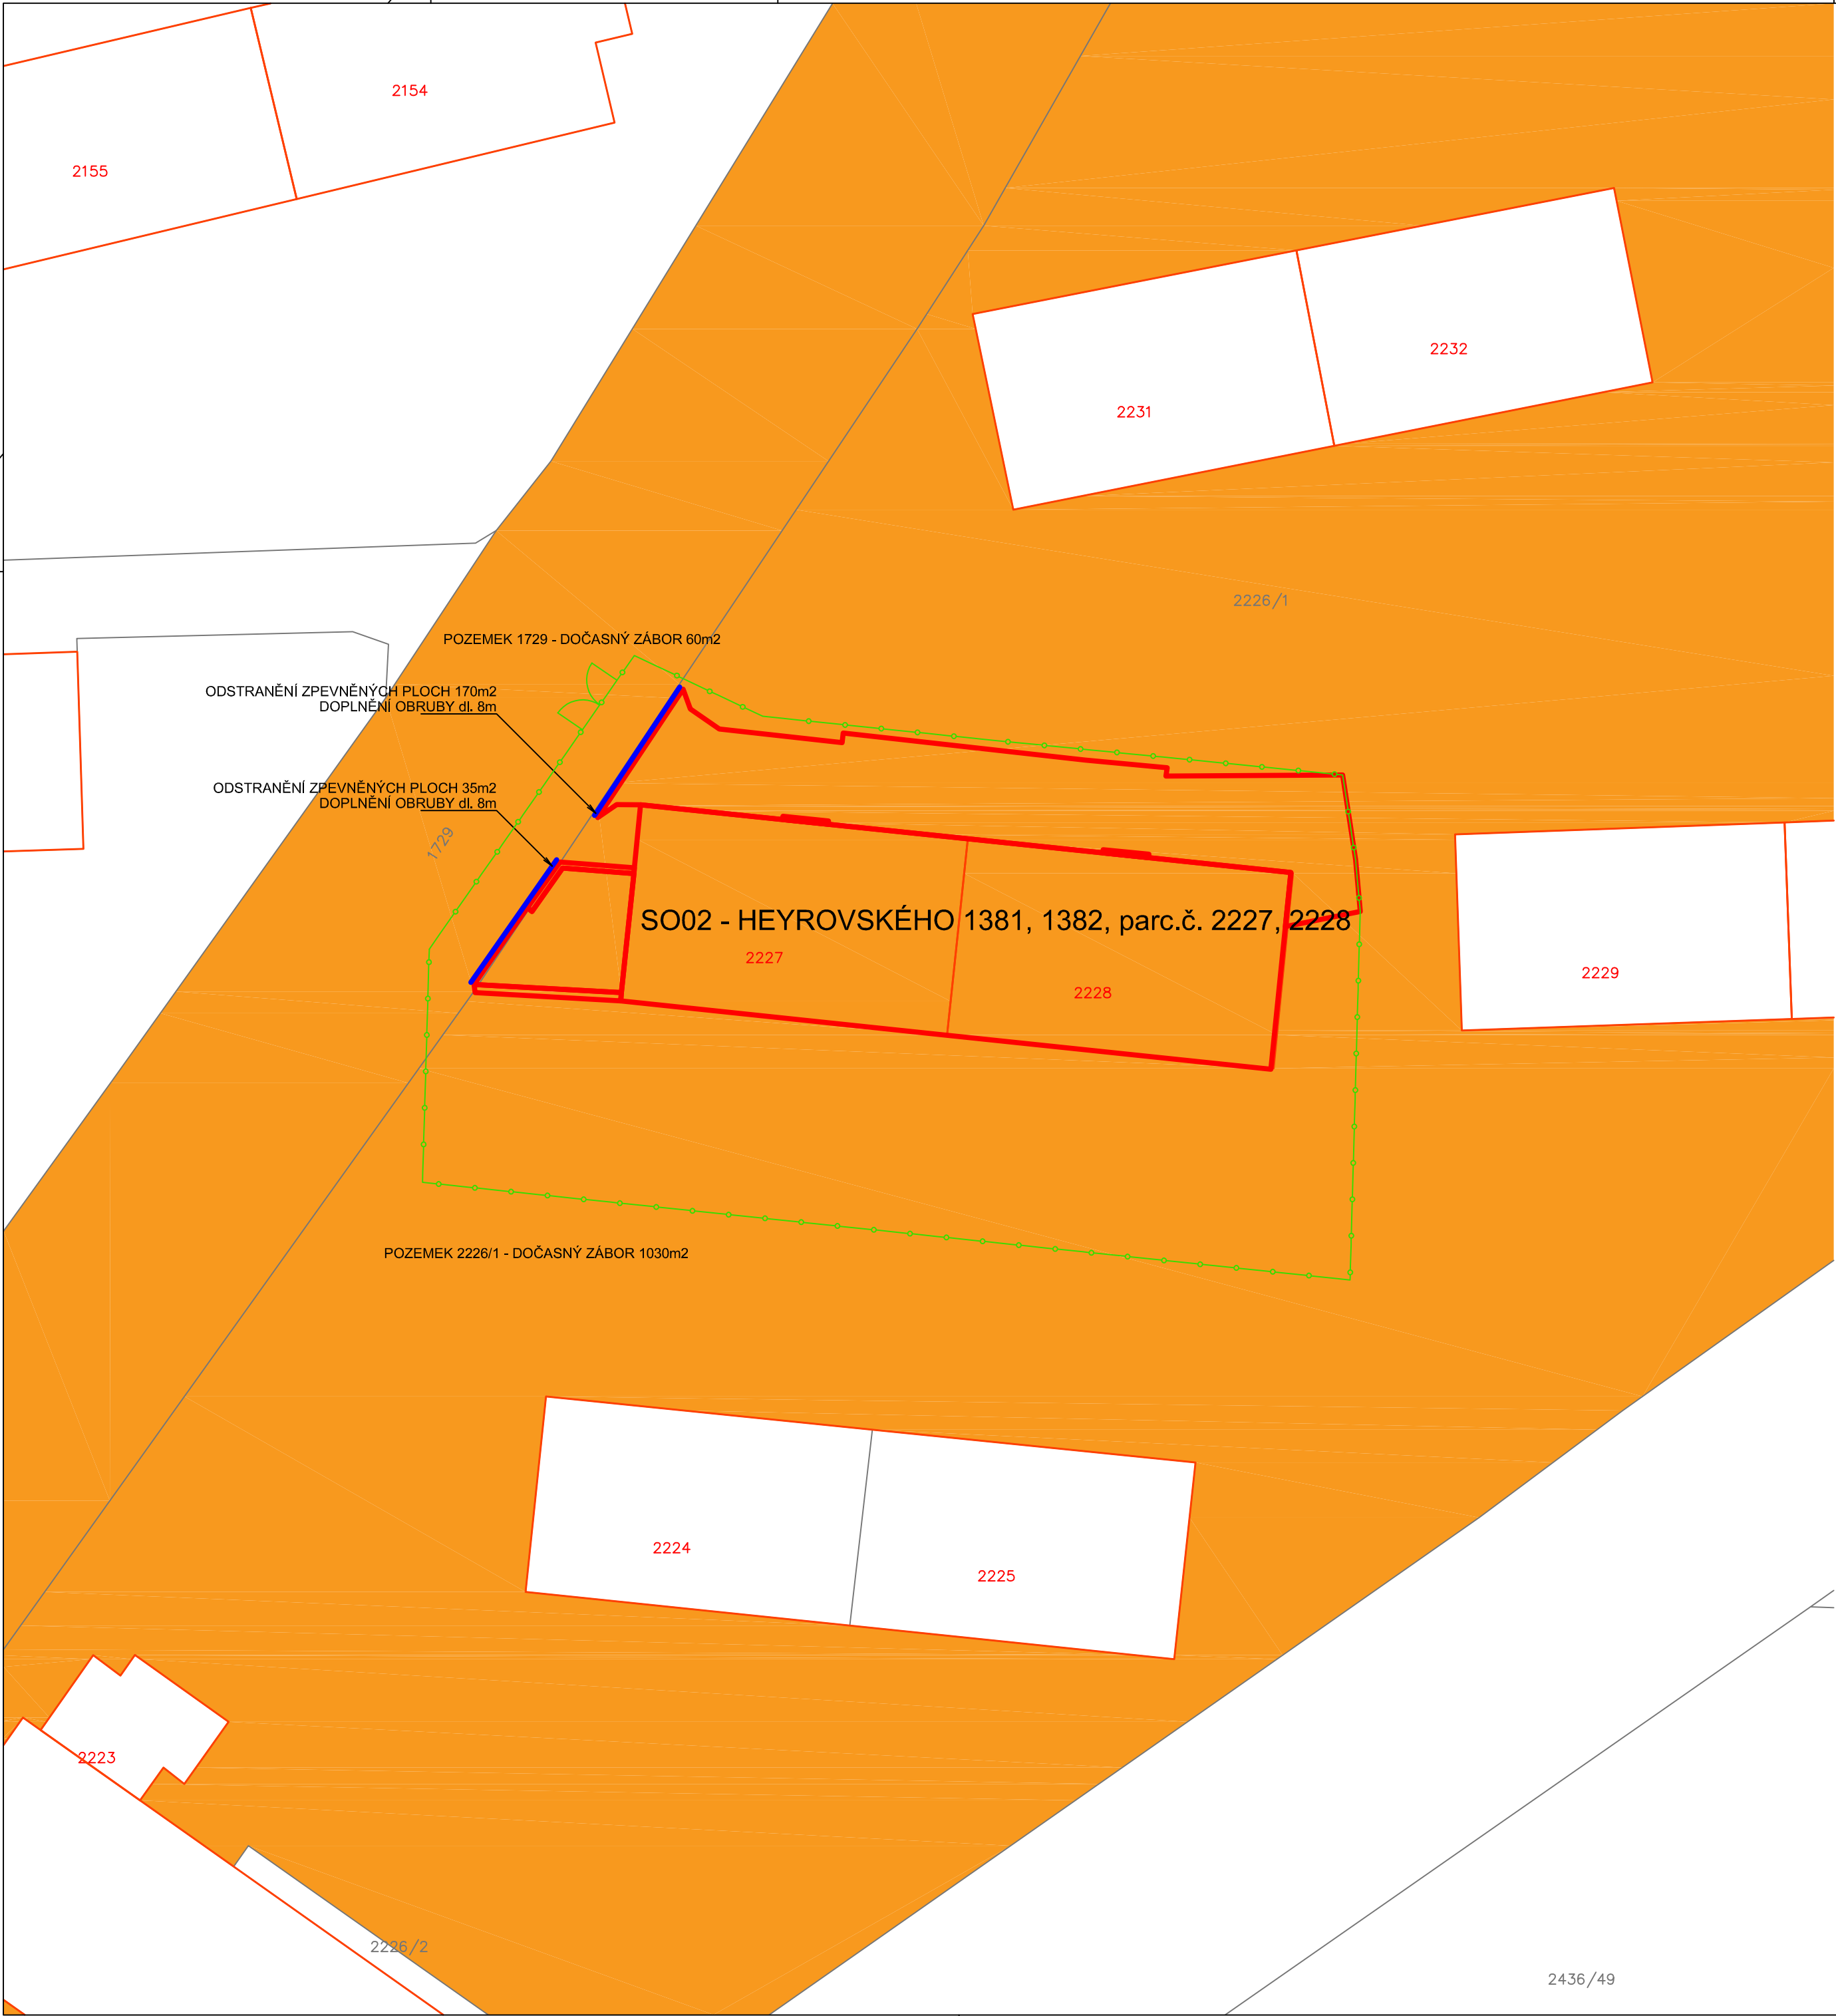 2154
2155
2232
2231
2226/1
POZEMEK 1729 - DOČASNÝ ZÁBOR 60m2
ODSTRANĚNÍ ZPEVNĚNÝCH PLOCH 170m2
DOPLNĚNÍ OBRUBY dl. 8m
ODSTRANĚNÍ ZPEVNĚNÝCH PLOCH 35m2
DOPLNĚNÍ OBRUBY dl. 8m
1729
SO02 - HEYROVSKÉHO 1381, 1382, parc.č. 2227, 2228
2227
2228
2229
POZEMEK 2226/1 - DOČASNÝ ZÁBOR 1030m2
2224
2225
2223
2226/2
2436/49